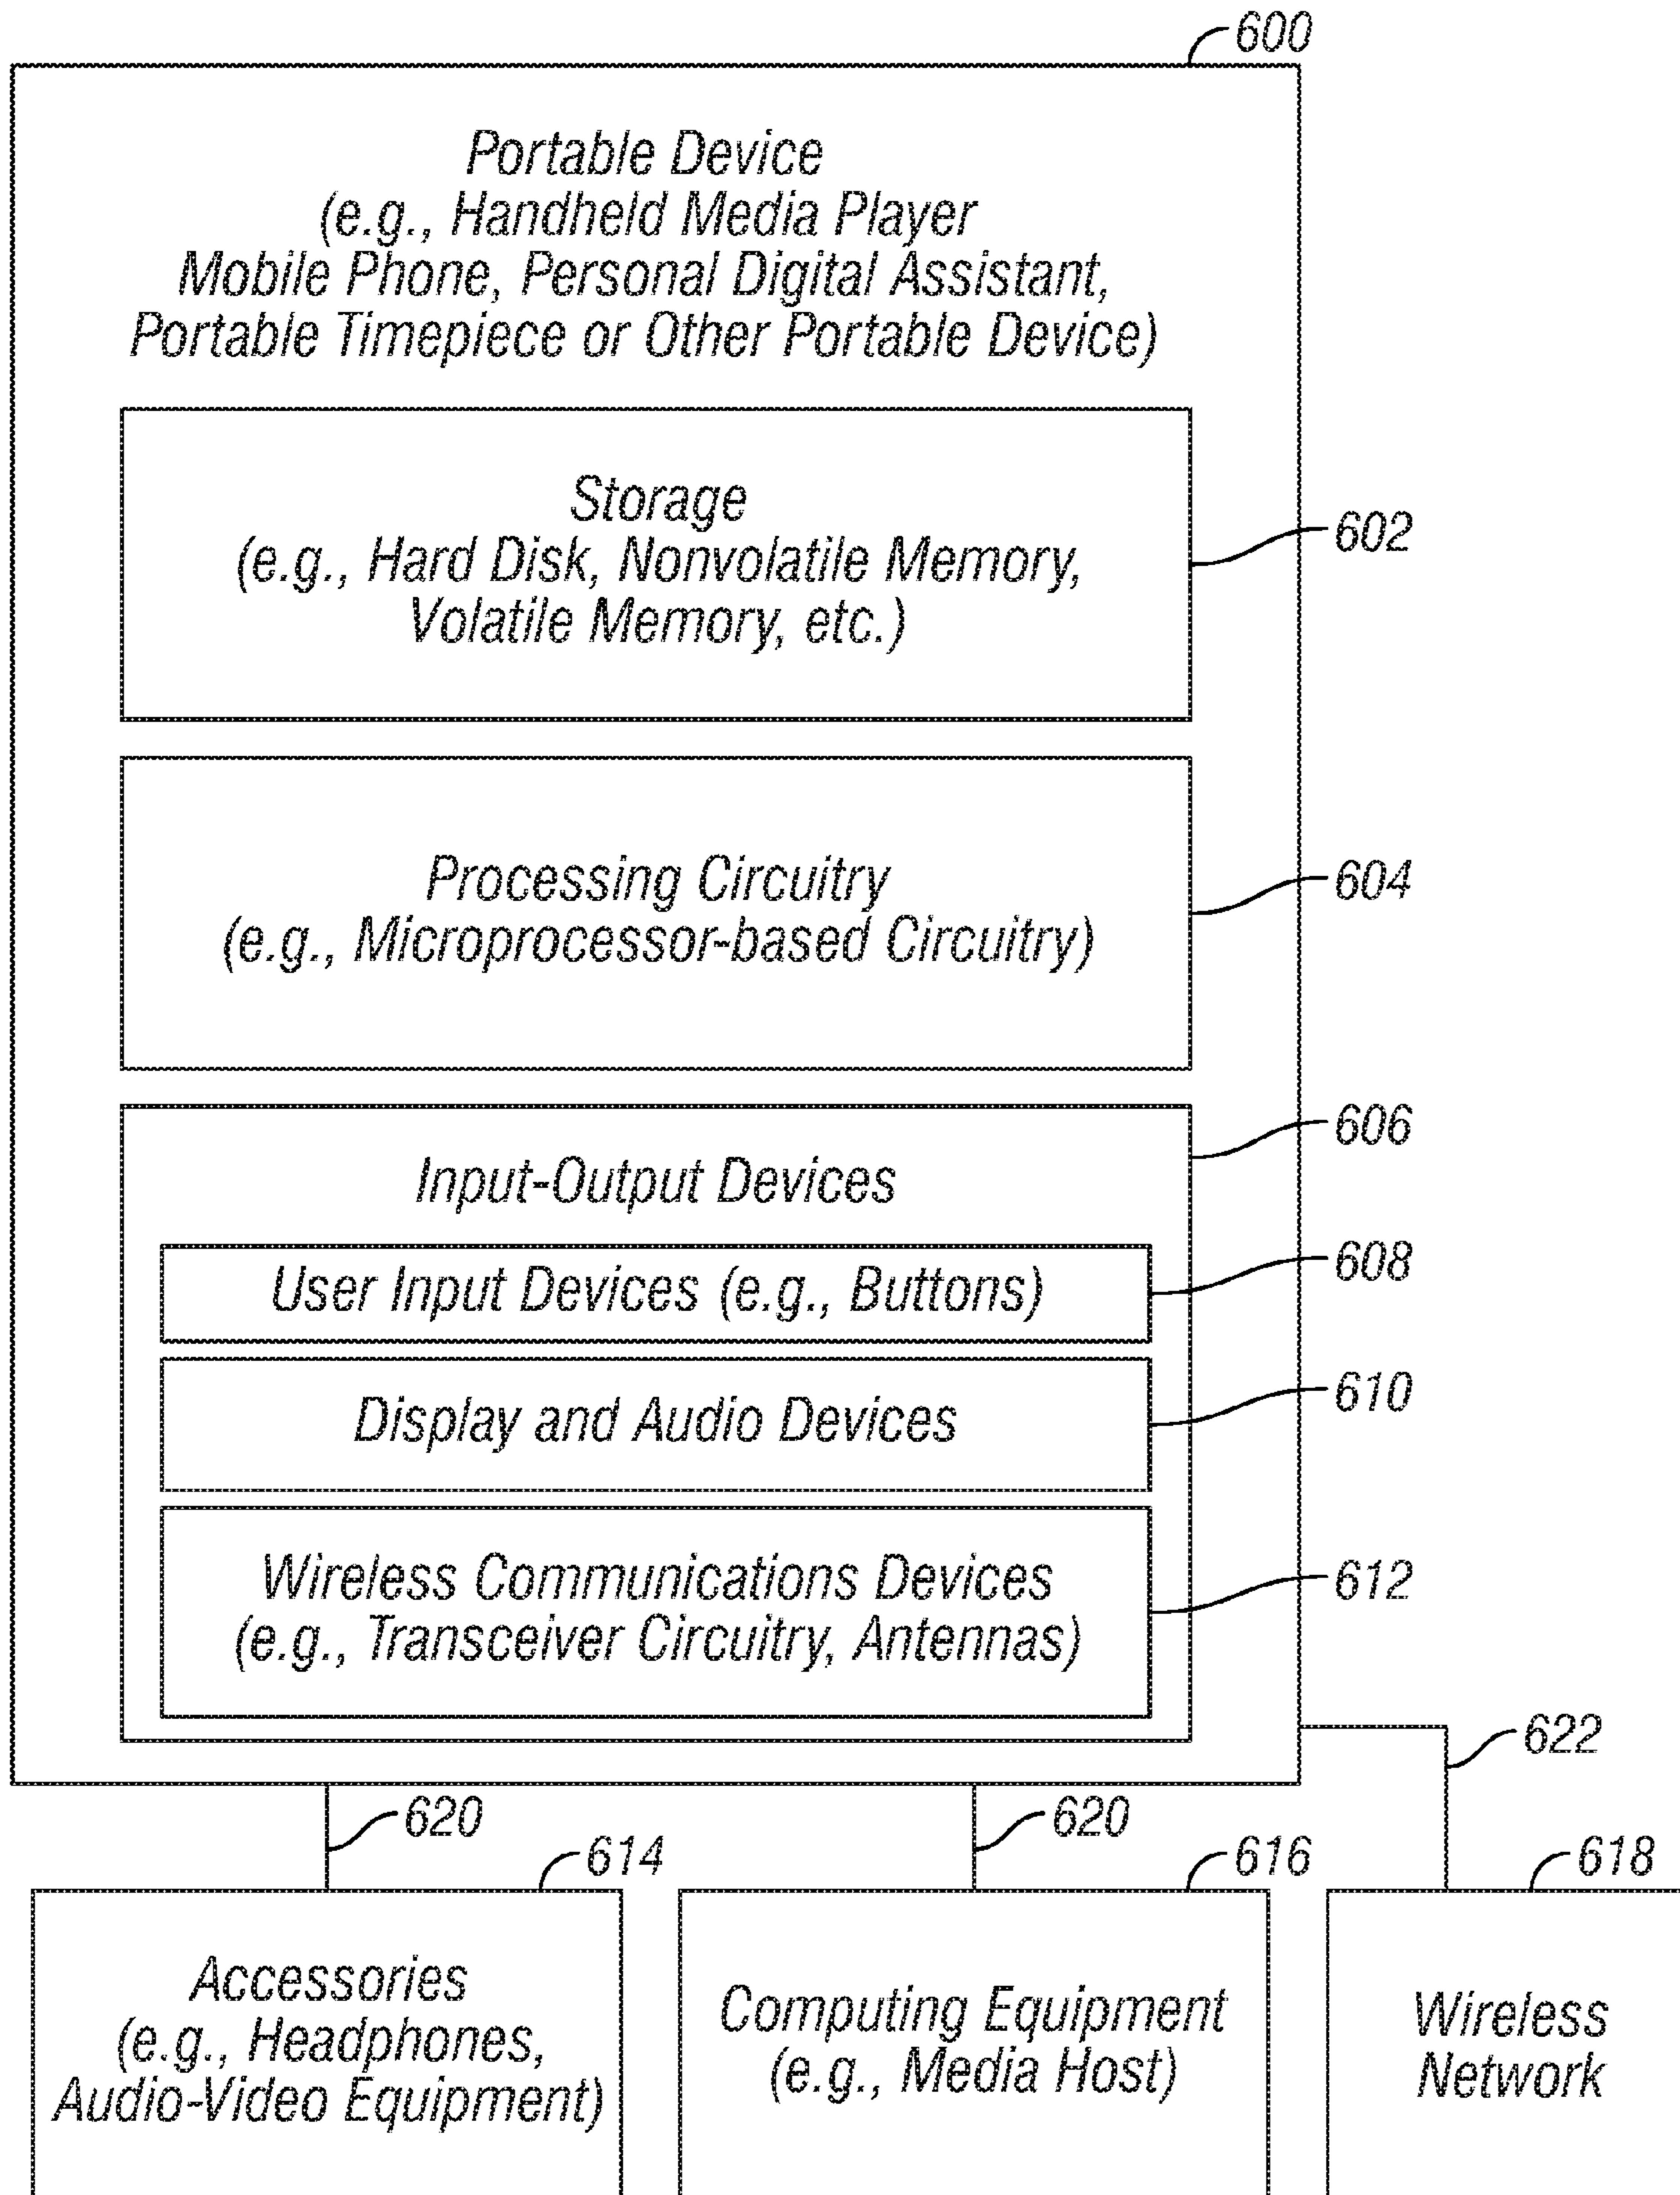 600
Portable Device
(e.g., Handheld Media Player
Mobile Phone, Personal Digital Assistant,
Portable Timepiece or Other Portable Device)
Storage
(e.g., Hard Disk, Nonvolatile Memory,
Volatile Memory, etc.)
602
Processing Circuitry
(e.g., Microprocessor-based Circuitry)
604
606
Input-Output Devices
User Input Devices (e.g., Buttons)
608
Display and Audio Devices
610
Wireless Communications Devices
(e.g., Transceiver Circuitry, Antennas)
612
622
620
620
614
616
618
Accessories
(e.g., Headphones,
Audio-Video Equipment)
Computing Equipment
(e.g., Media Host)
Wireless
Network